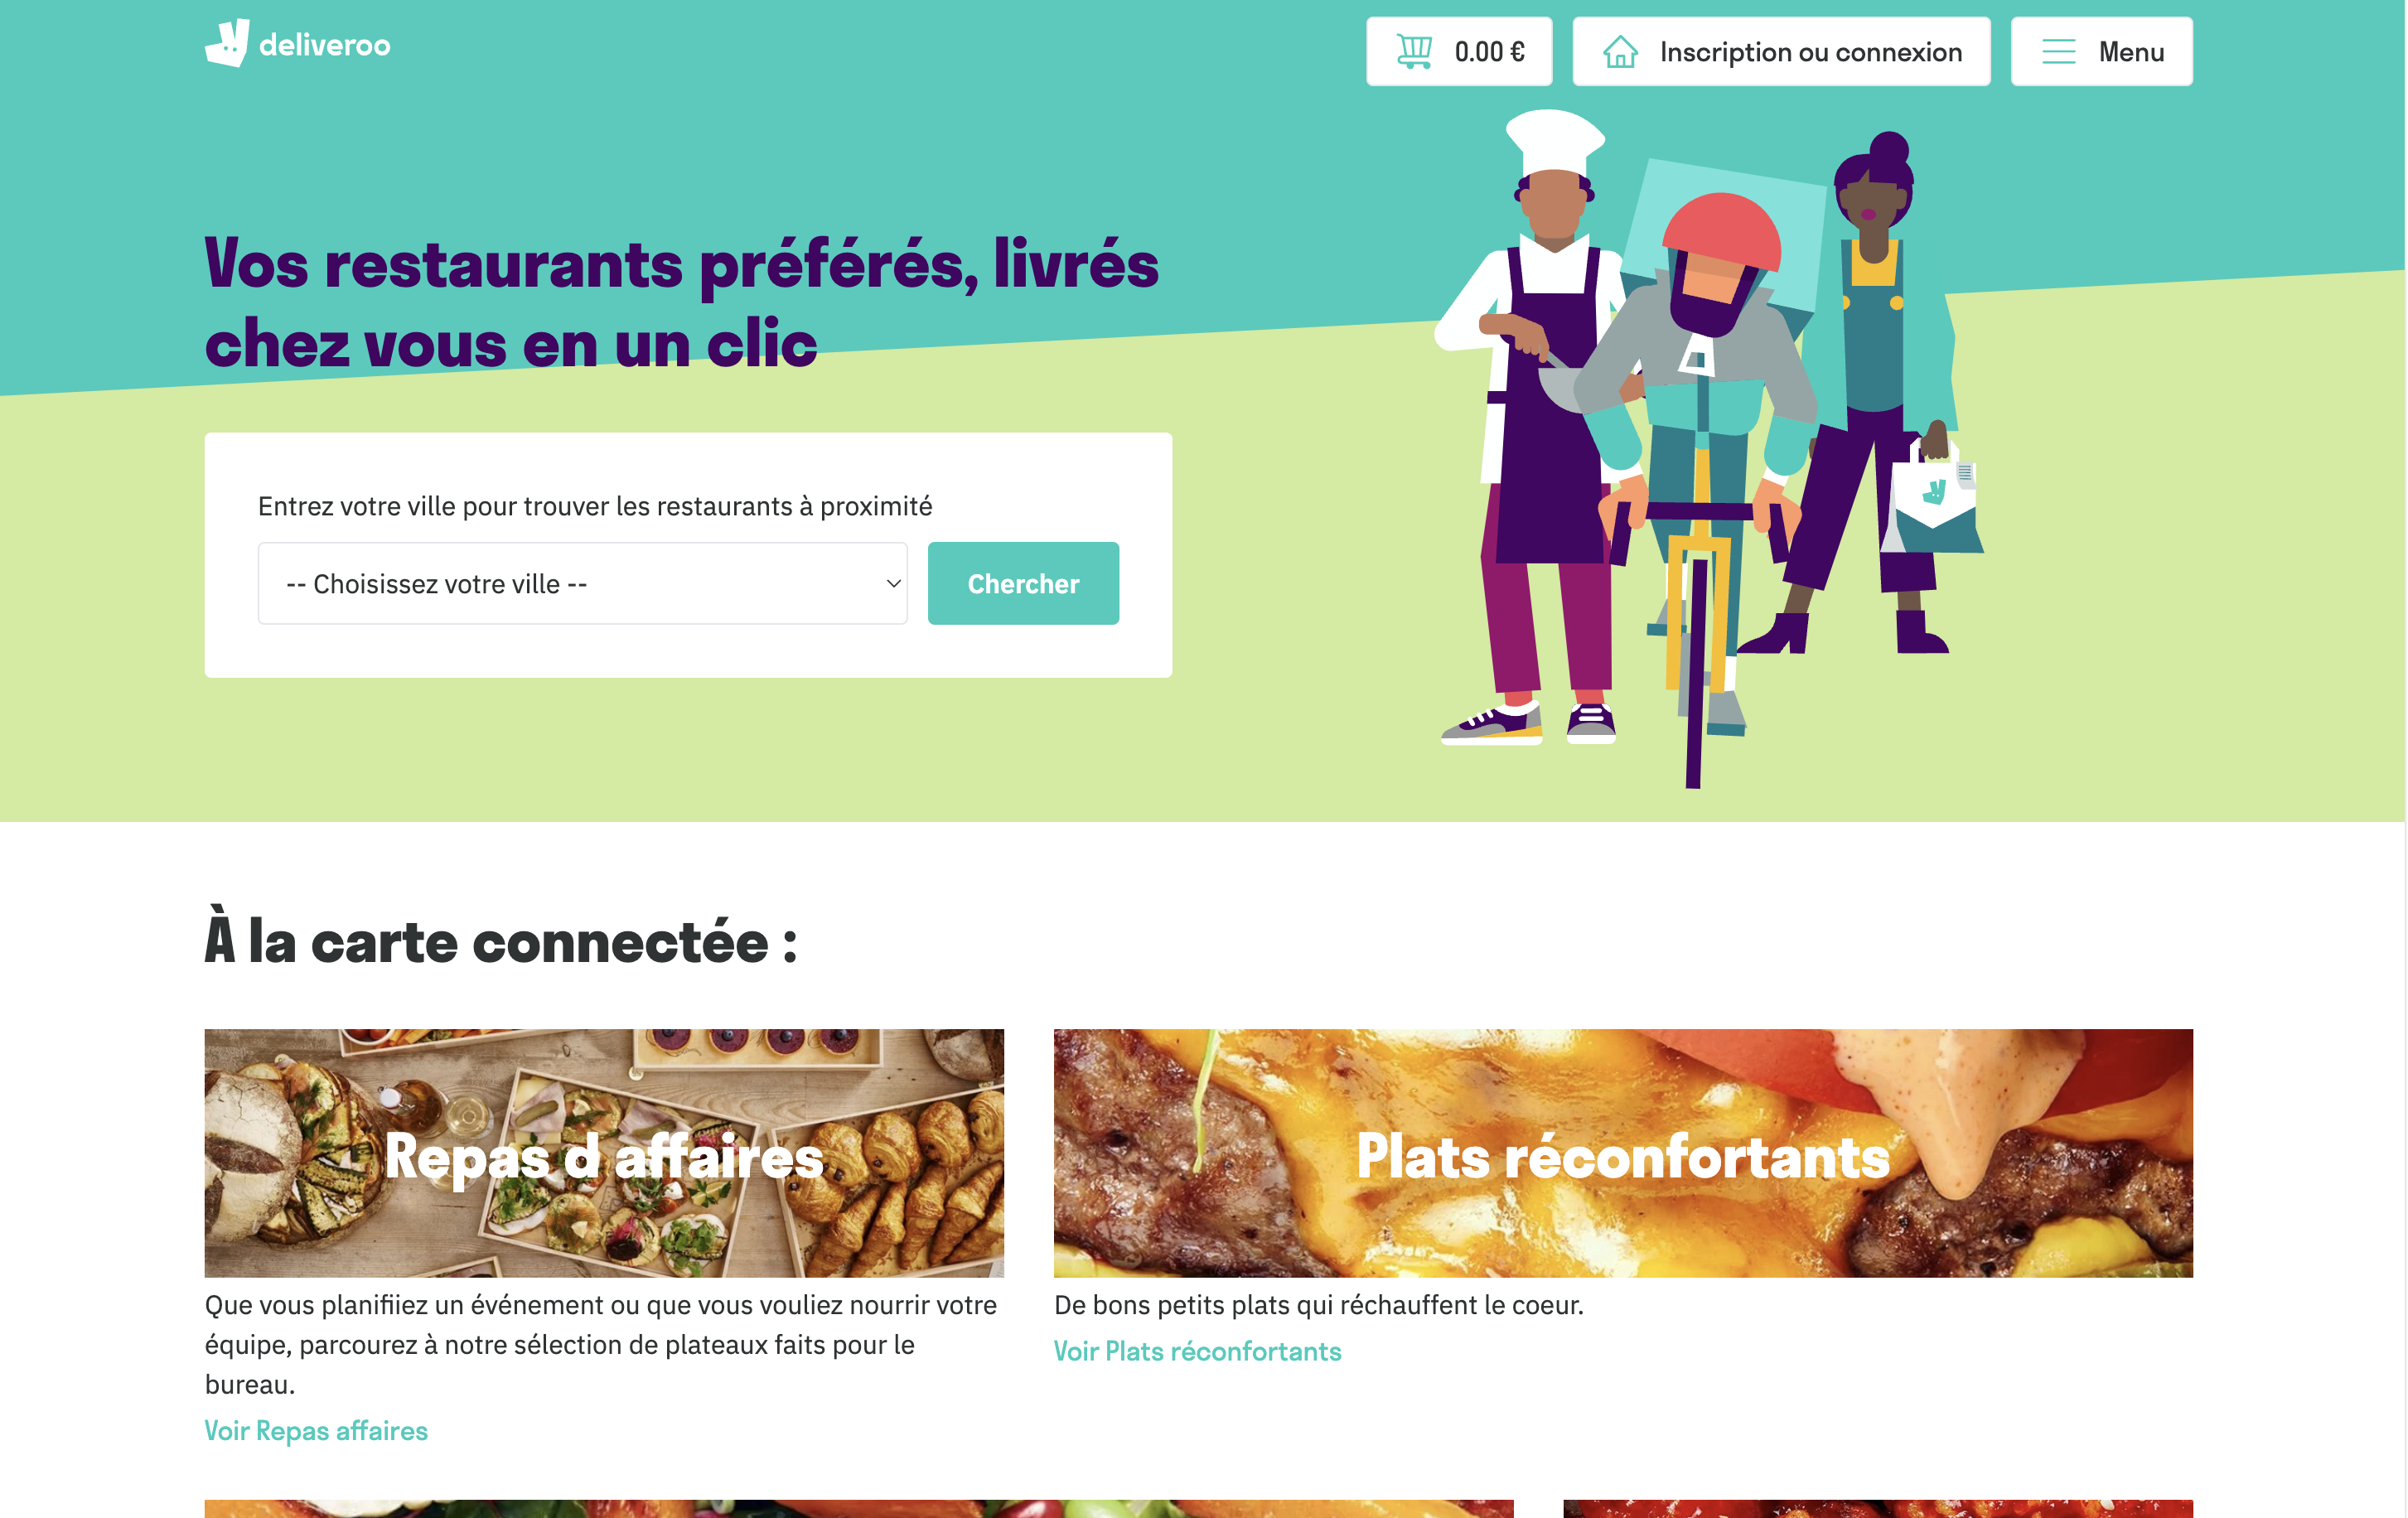 deliveroo
0.00 €
Inscription ou connexion
Menu
Vos restaurants préférés, livrés
chez vous en un clic
Entrez votre ville pour trouver les restaurants à proximité
-- Choisissez votre ville --
Chercher
À la carte connectée :
Repas d affaires
Que vous planifiiez un événement ou que vous vouliez nourrir votre
équipe, parcourez à notre sélection de plateaux faits pour le
bureau.
Voir Repas affaires
Plats réconfortants
De bons petits plats qui réchauffent le coeur.
Voir Plats réconfortants